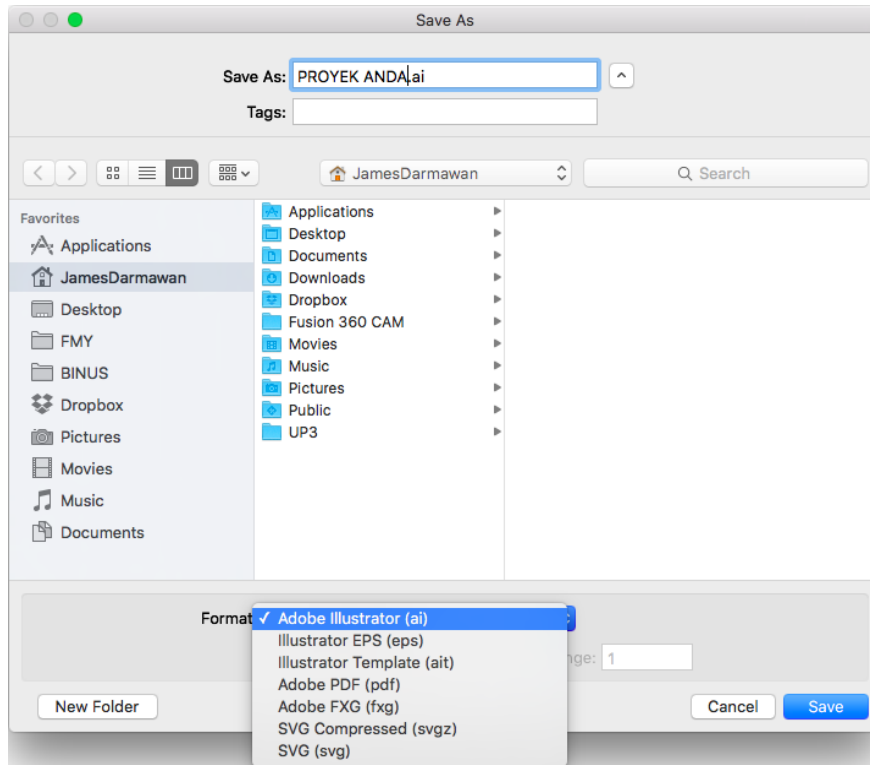 Save As
Save As: PROYEK ANDA.ai
Tags:
JamesDarmawan
Search
Favorites
Applications
JamesDarmawan
Desktop
FMY
BINUS
Dropbox
Pictures
Movies
Music
Documents
Applications
Desktop
Documents
Downloads
Dropbox
Fusion 360 CAM
Movies
Music
Pictures
Public
UP3
Format
✓ Adobe Illustrator (ai)
Illustrator EPS (eps)
Illustrator Template (ait)
Adobe PDF (pdf)
Adobe FXG (fxg)
SVG Compressed (svgz)
SVG (svg)
nge: 1
New Folder
Cancel
Save